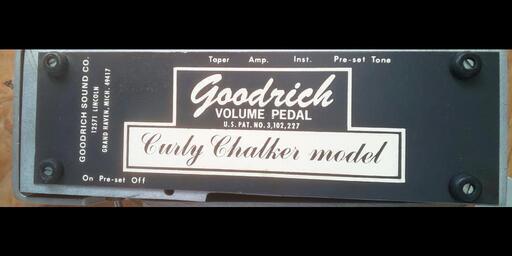 Taper Amp. Inst. Pre-set Tone
GOODRICH SOUND CO.
12571 LINCOLN
GRAND HAVEN, MICH. 49417
Goodrich
VOLUME PEDAL
U.S. PAT. NO. 3,102,227
Curly Chalker model
On Pre-set Off